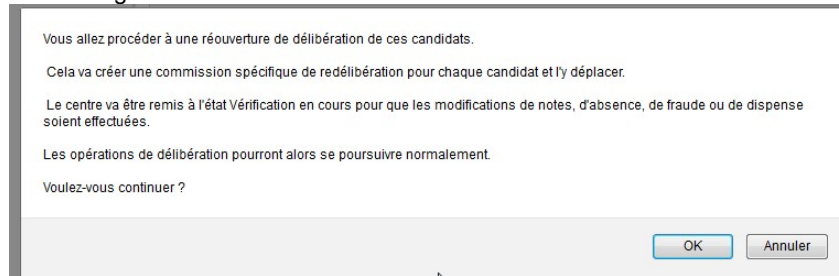 Vous allez procéder à une réouverture de délibération de ces candidats.
Cela va créer une commission spécifique de redélibération pour chaque candidat et l'y déplacer.
Le centre va être remis à l'état Vérification en cours pour que les modifications de notes, d'absence, de fraude ou de dispense
soient effectuées.
Les opérations de délibération pourront alors se poursuivre normalement.
Voulez-vous continuer ?
OK Annuler